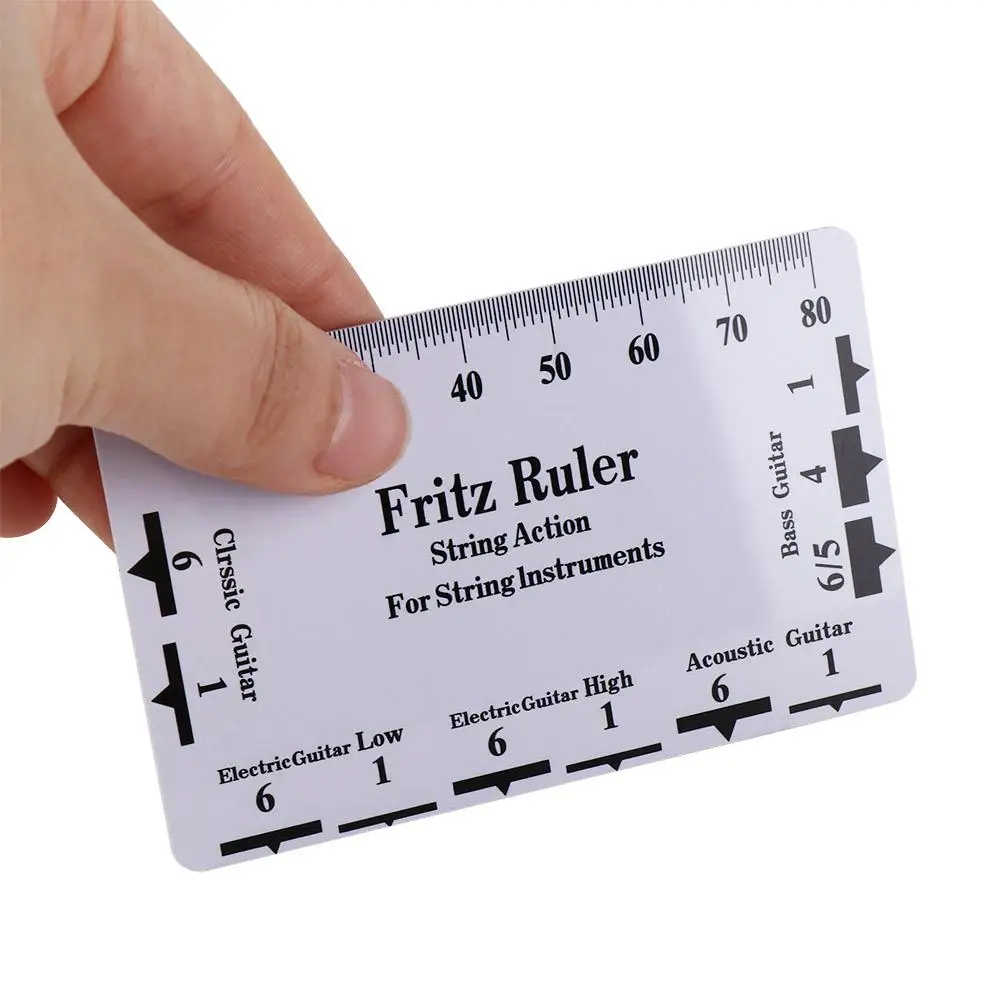 40 50 60 70 80
Fritz Ruler
String Action
For String Instruments
Clrssic Guitar
6 1
Bass Guitar
1 4 6/5
ElectricGuitar Low
6 1
ElectricGuitar High
6 1
Acoustic Guitar
6 1